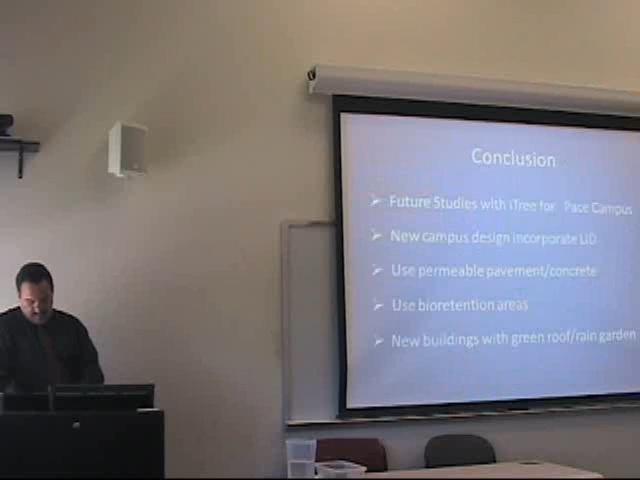 Conclusion
➢ Future Studies with iTree for Pace Campus
➢ New campus design incorporate LID
➢ Use permeable pavement/concrete
➢ Use bioretention areas
➢ New buildings with green roof/rain garden